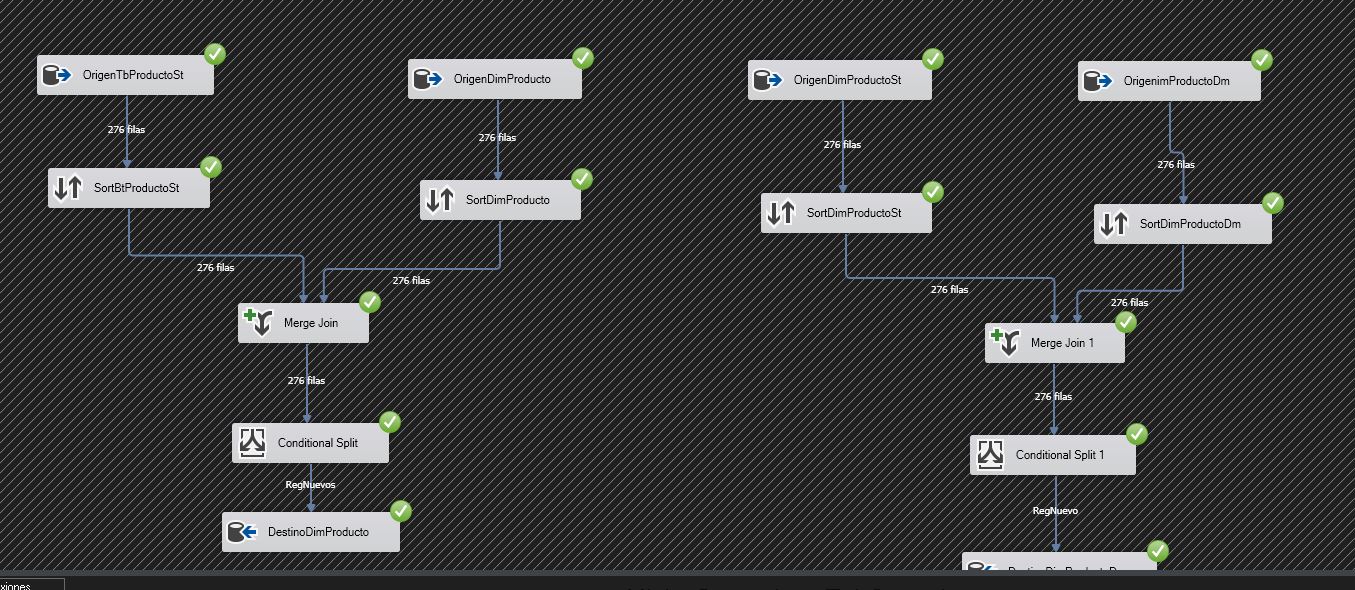 OrigenTbProductoSt
OrigenDimProducto
OrigenDimProductoSt
OrigenimProductoDm
276 filas
276 filas
276 filas
276 filas
SortBtProductoSt
SortDimProducto
SortDimProductoSt
SortDimProductoDm
276 filas
276 filas
276 filas
276 filas
Merge Join
Merge Join 1
276 filas
276 filas
Conditional Split
Conditional Split 1
RegNuevos
RegNuevo
DestinoDimProducto
xiones